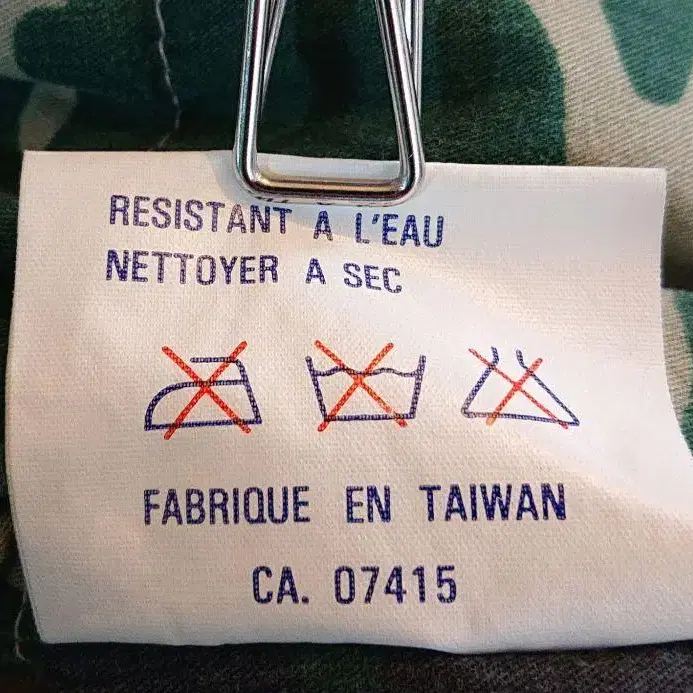 RESISTANT A L'EAU
NETTOYER A SEC
FABRIQUE EN TAIWAN
CA. 07415